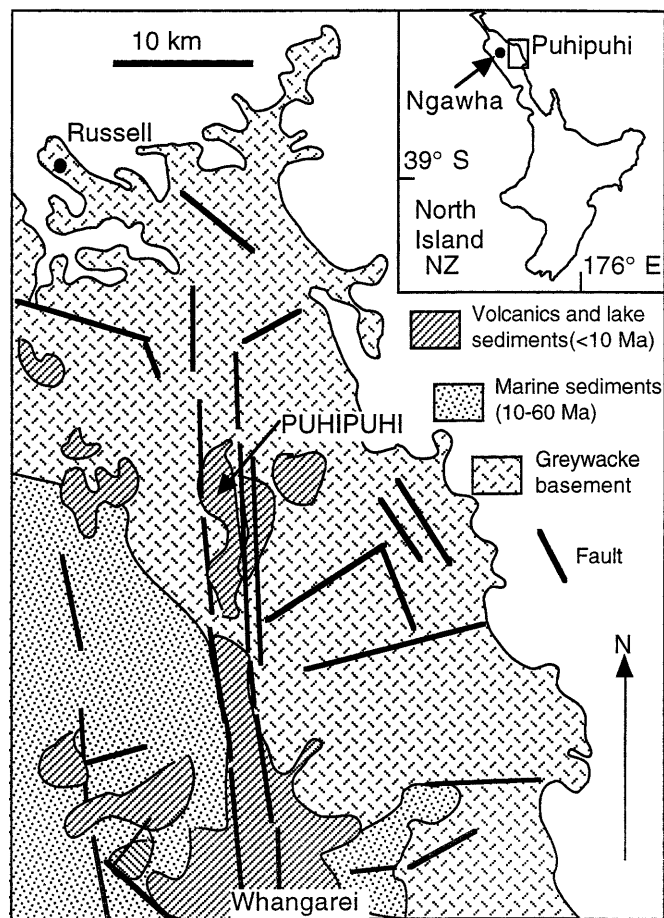 10 km
Russell
Puhipuhi
Ngawha
39° S
North
Island
NZ
176° E
Volcanics and lake
sediments(<10 Ma)
Marine sediments
(10-60 Ma)
PUHIPUHI
Greywacke
basement
Fault
N
Whangarei